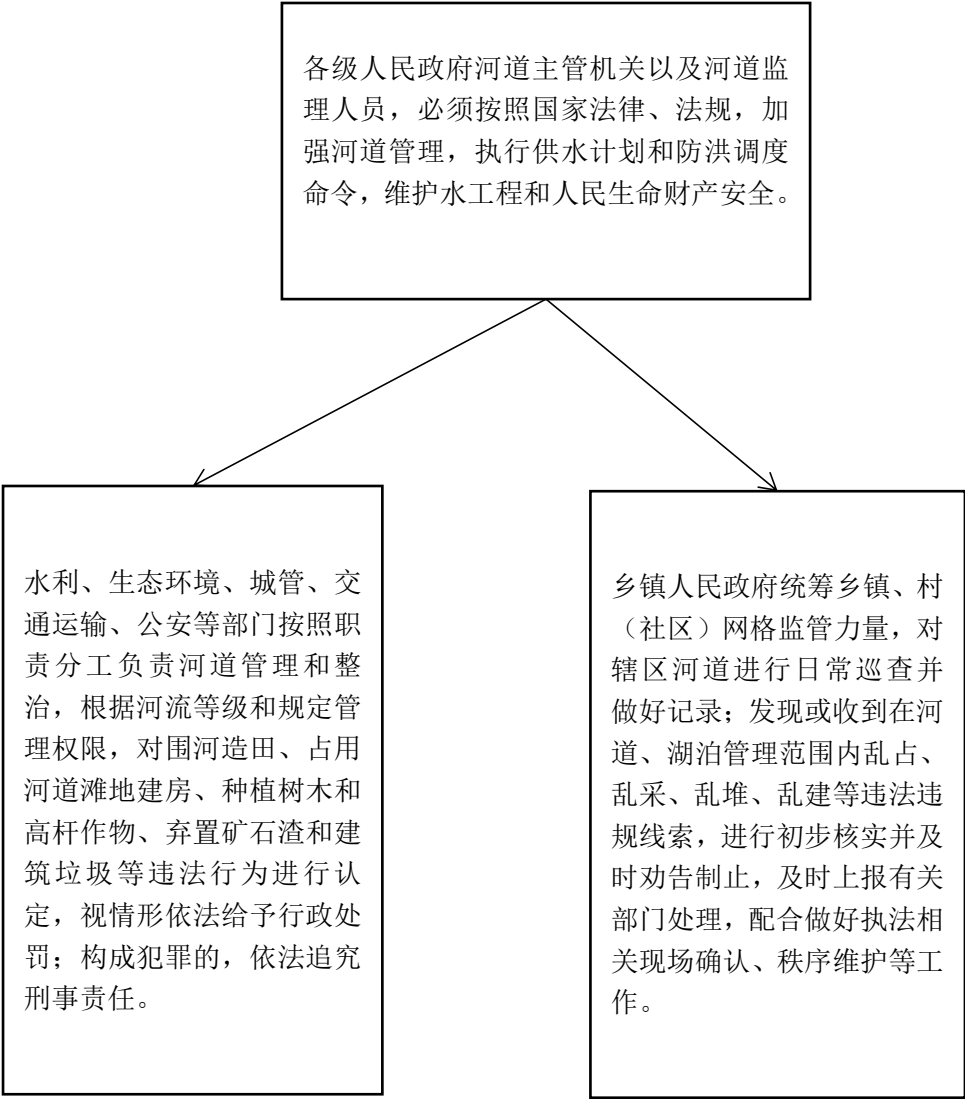 各级人民政府河道主管机关以及河道监
理人员，必须按照国家法律、法规，加
强河道管理，执行供水计划和防洪调度
命令，维护水工程和人民生命财产安全。
水利、生态环境、城管、交
通运输、公安等部门按照职
责分工负责河道管理和整
治，根据河流等级和规定管
理权限，对围河造田、占用
河道滩地建房、种植树木和
高杆作物、弃置矿石渣和建
筑垃圾等违法行为进行认
定，视情形依法给予行政处
罚；构成犯罪的，依法追究
刑事责任。
乡镇人民政府统筹乡镇、村
（社区）网格监管力量，对
辖区河道进行日常巡查并
做好记录；发现或收到在河
道、湖泊管理范围内乱占、
乱采、乱堆、乱建等违法违
规线索，进行初步核实并及
时劝告制止，及时上报有关
部门处理，配合做好执法相
关现场确认、秩序维护等工
作。